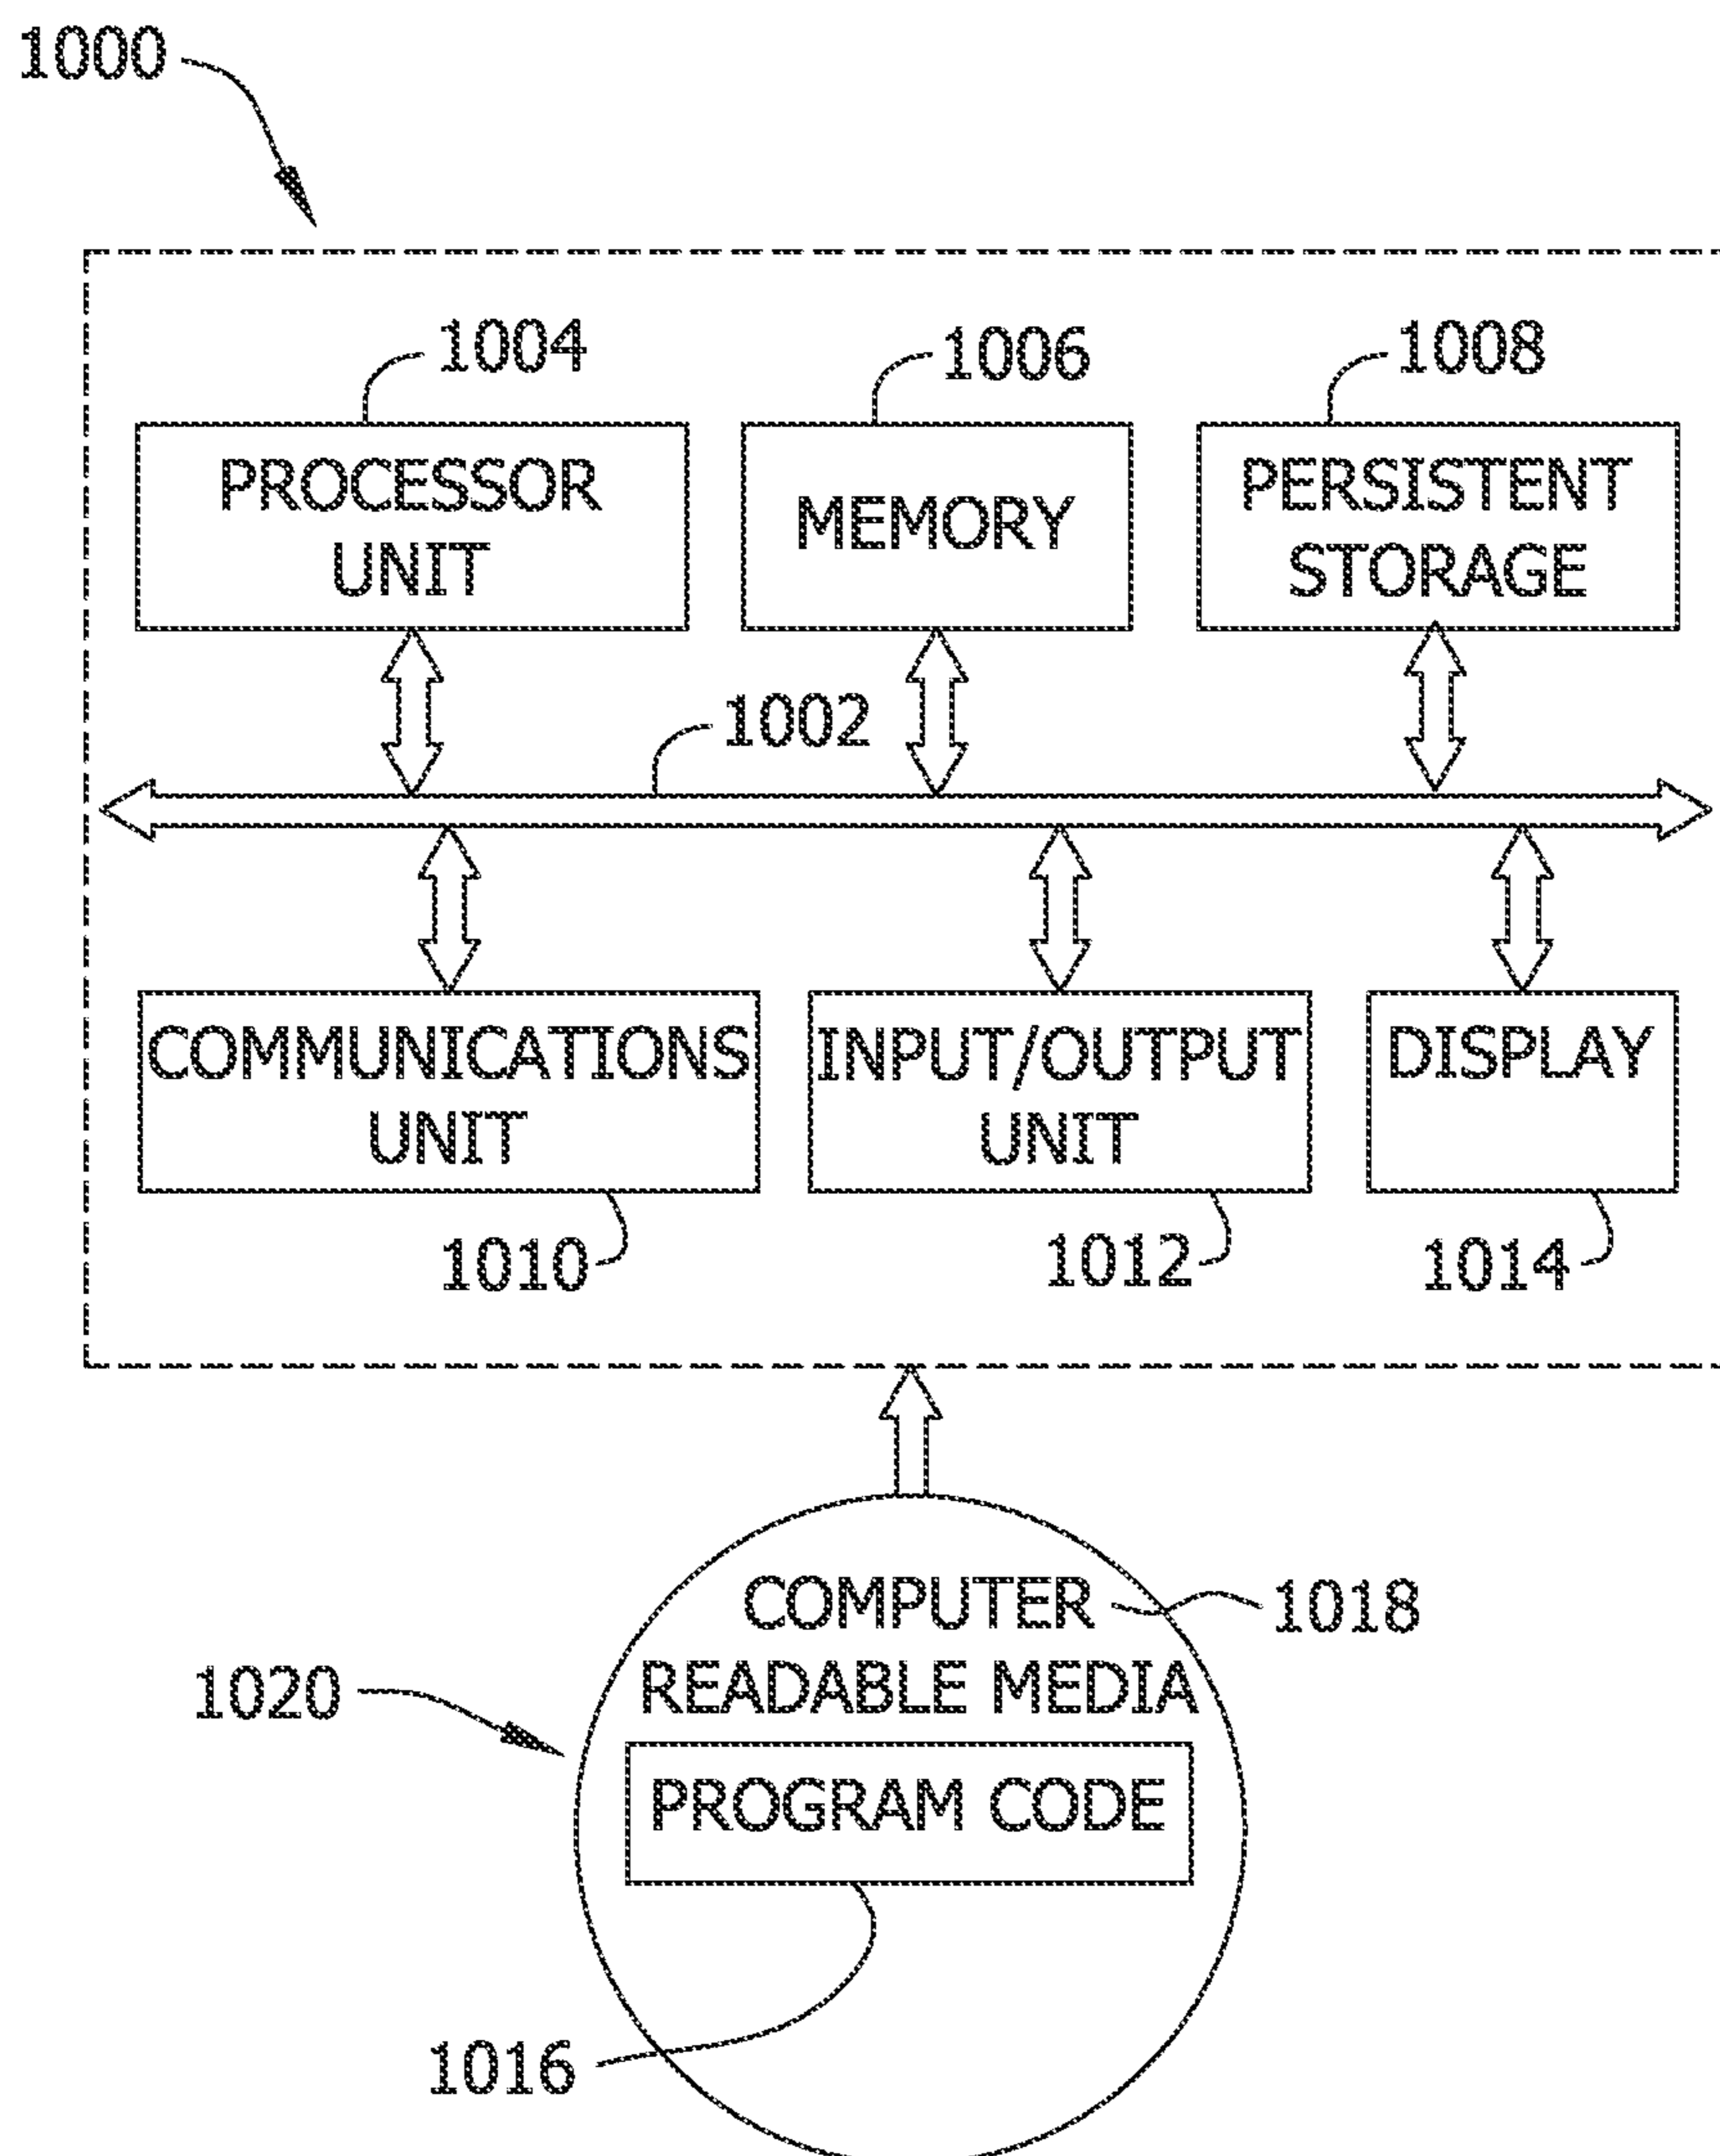 1000
1004
1006
1008
PROCESSOR
UNIT
MEMORY
PERSISTENT
STORAGE
1002
COMMUNICATIONS
UNIT
INPUT/OUTPUT
UNIT
DISPLAY
1010
1012
1014
COMPUTER
READABLE MEDIA
1018
1020
PROGRAM CODE
1016